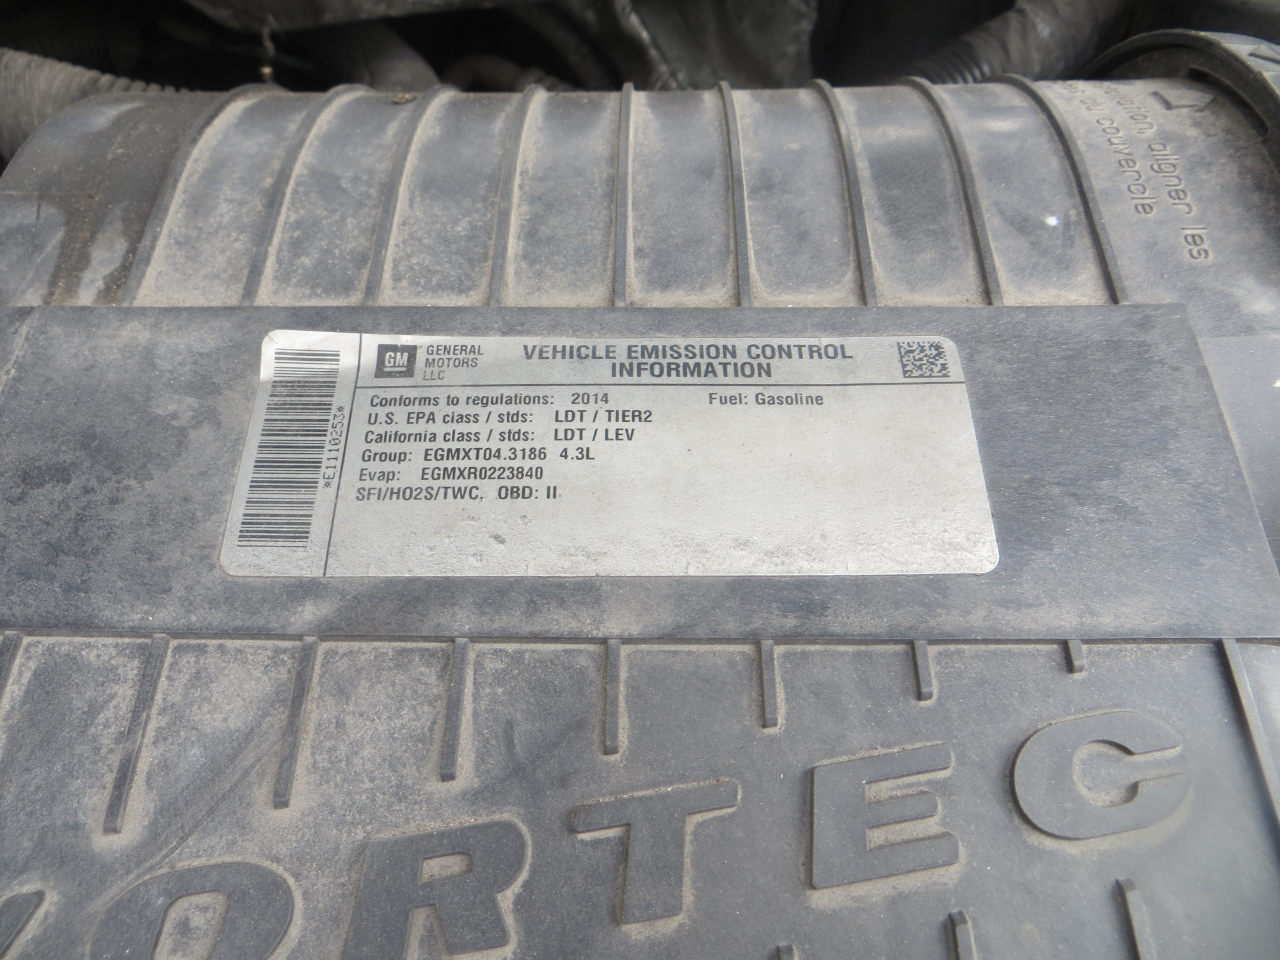 voir aligner les
couvercle
GM GENERAL MOTORS LLC
VEHICLE EMISSION CONTROL
INFORMATION
Conforms to regulations: 2014 Fuel: Gasoline
U.S. EPA class / stds: LDT / TIER2
California class / stds: LDT / LEV
Group: EGMXT04.3186 4.3L
Evap: EGMXR0223840
SFI/HO2S/TWC, OBD: II
*E1110253*
VORTEC